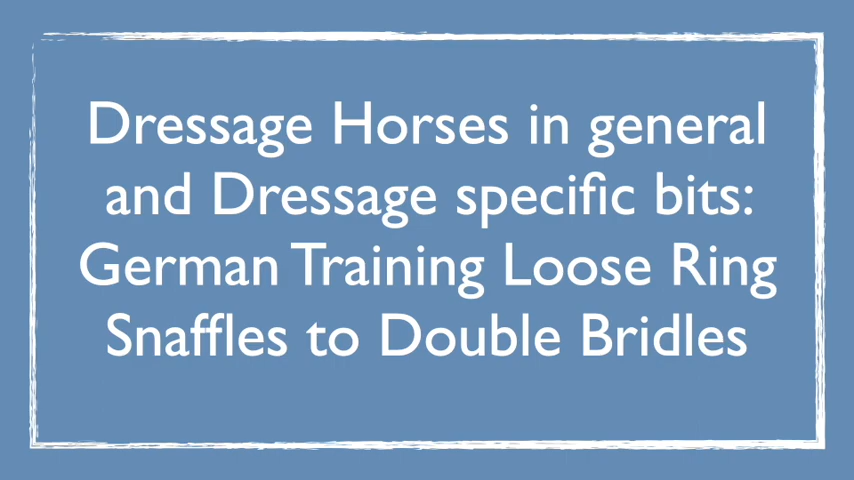 Dressage Horses in general
and Dressage specific bits:
German Training Loose Ring
Snaffles to Double Bridles